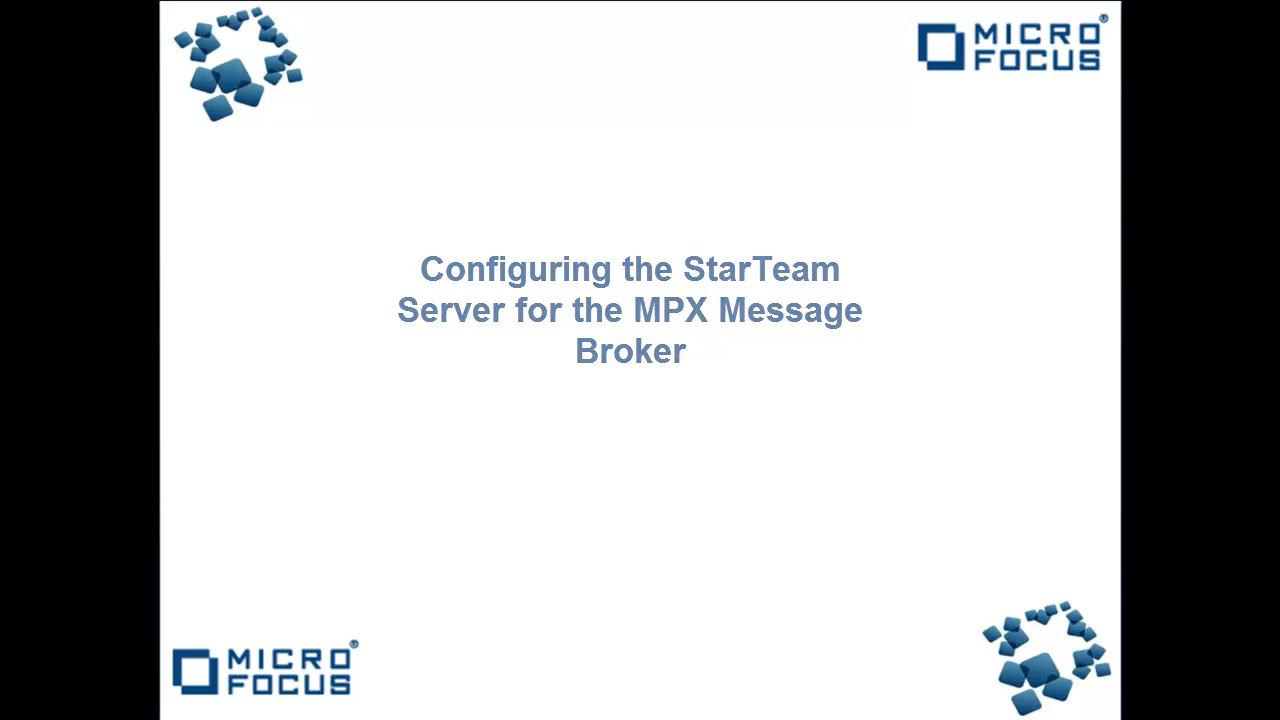 MICRO
FOCUS®
Configuring the StarTeam
Server for the MPX Message
Broker
MICRO
FOCUS®